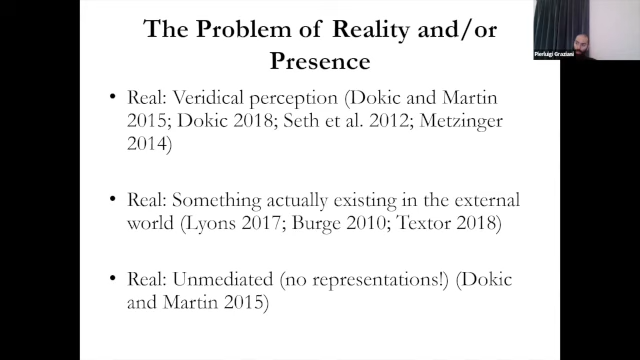 The Problem of Reality and/or
Presence
• Real: Veridical perception (Dokic and Martin
2015; Dokic 2018; Seth et al. 2012; Metzinger
2014)
• Real: Something actually existing in the external
world (Lyons 2017; Burge 2010; Textor 2018)
• Real: Unmediated (no representations!) (Dokic
and Martin 2015)
Pierluigi Graziani